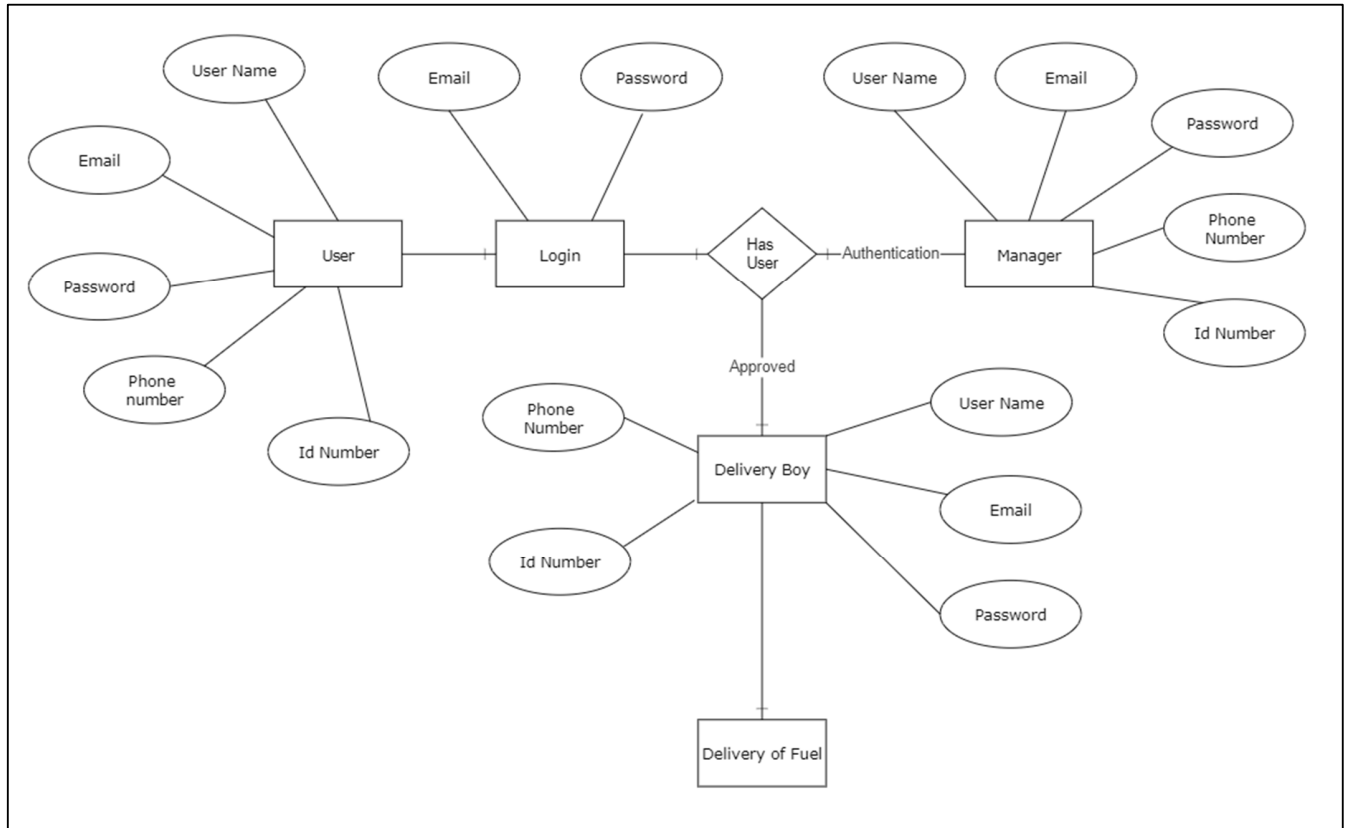 User Name
Email
Password
User Name
Email
Email
Password
Phone
Number
User
Login
Has
User
Authentication
Manager
Password
Id Number
Phone
number
Approved
User Name
Phone
Number
Id Number
Delivery Boy
Email
Id Number
Password
Delivery of Fuel